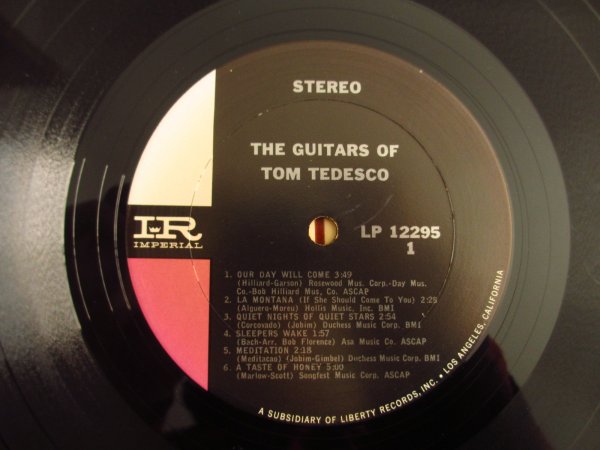 STEREO
THE GUITARS OF
TOM TEDESCO
IR
IMPERIAL
LP 12295
1
1. OUR DAY WILL COME 3:49
(Hilliard-Garson) Rosewood Mus. Corp.-Day Mus.
Co.-Bob Hilliard Mus, Co. ASCAP
2. LA MONTANA (If She Should Come To You) 2:25
(Alguero-Moreu) Hollis Music. Inc. BMI
3. QUIET NIGHTS OF QUIET STARS 2:54
(Corcovado) (Jobim) Duchess Music Corp. BMI
4. SLEEPERS WAKE 1:57
(Bach-Arr. Bob Florence) Asa Music Co. ASCAP
5. MEDITATION 2:18
(Meditacao) (Jobim-Gimbel) Duchess Music Corp. BMI
6. A TASTE OF HONEY 5:00
(Marlow-Scott) Songfest Music Corp. ASCAP
A SUBSIDIARY OF LIBERTY RECORDS, INC. • LOS ANGELES, CALIFORNIA